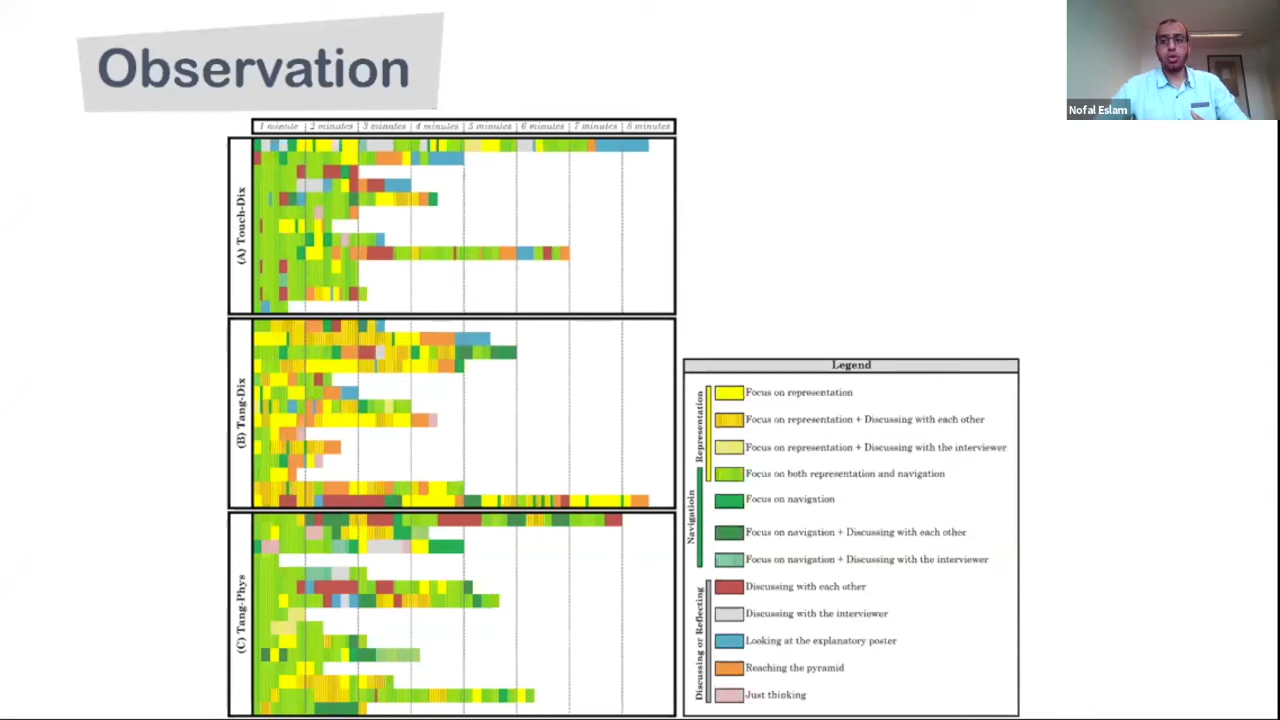 Observation
Nofal Eslam
1 minute 2 minutes 3 minutes 4 minutes 5 minutes 6 minutes 7 minutes 8 minutes
(A) Touch-Dix
(B) Tang-Dix
(C) Tang-Phys
Legend
Representation
Focus on representation
Focus on representation + Discussing with each other
Focus on representation + Discussing with the interviewer
Focus on both representation and navigation
Navigatioin
Focus on navigation
Focus on navigation + Discussing with each other
Focus on navigation + Discussing with the interviewer
Discussing or Reflecting
Discussing with each other
Discussing with the interviewer
Looking at the explanatory poster
Reaching the pyramid
Just thinking